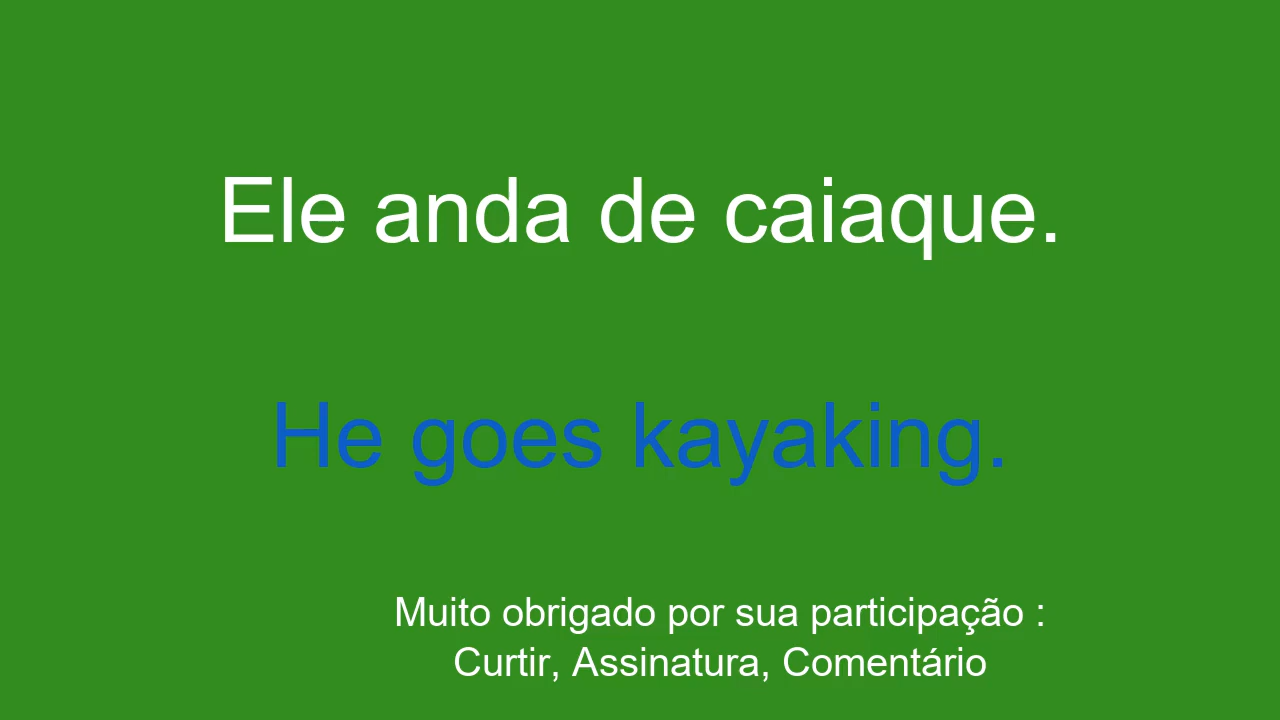 Ele anda de caiaque.
He goes kayaking.
Muito obrigado por sua participação :
Curtir, Assinatura, Comentário